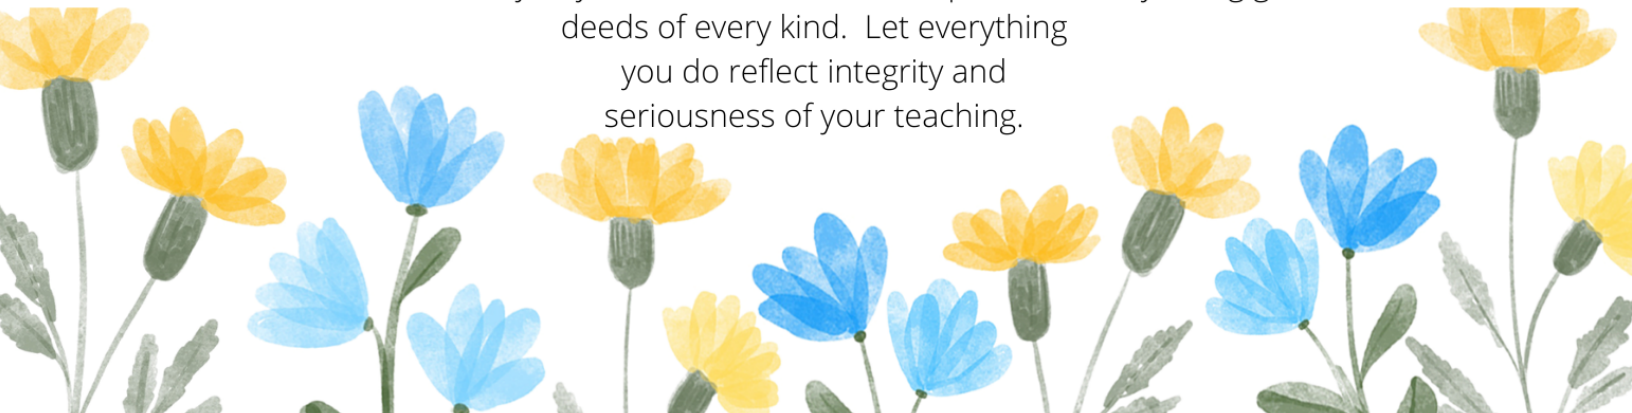 deeds of every kind.  Let everything
you do reflect integrity and
seriousness of your teaching.